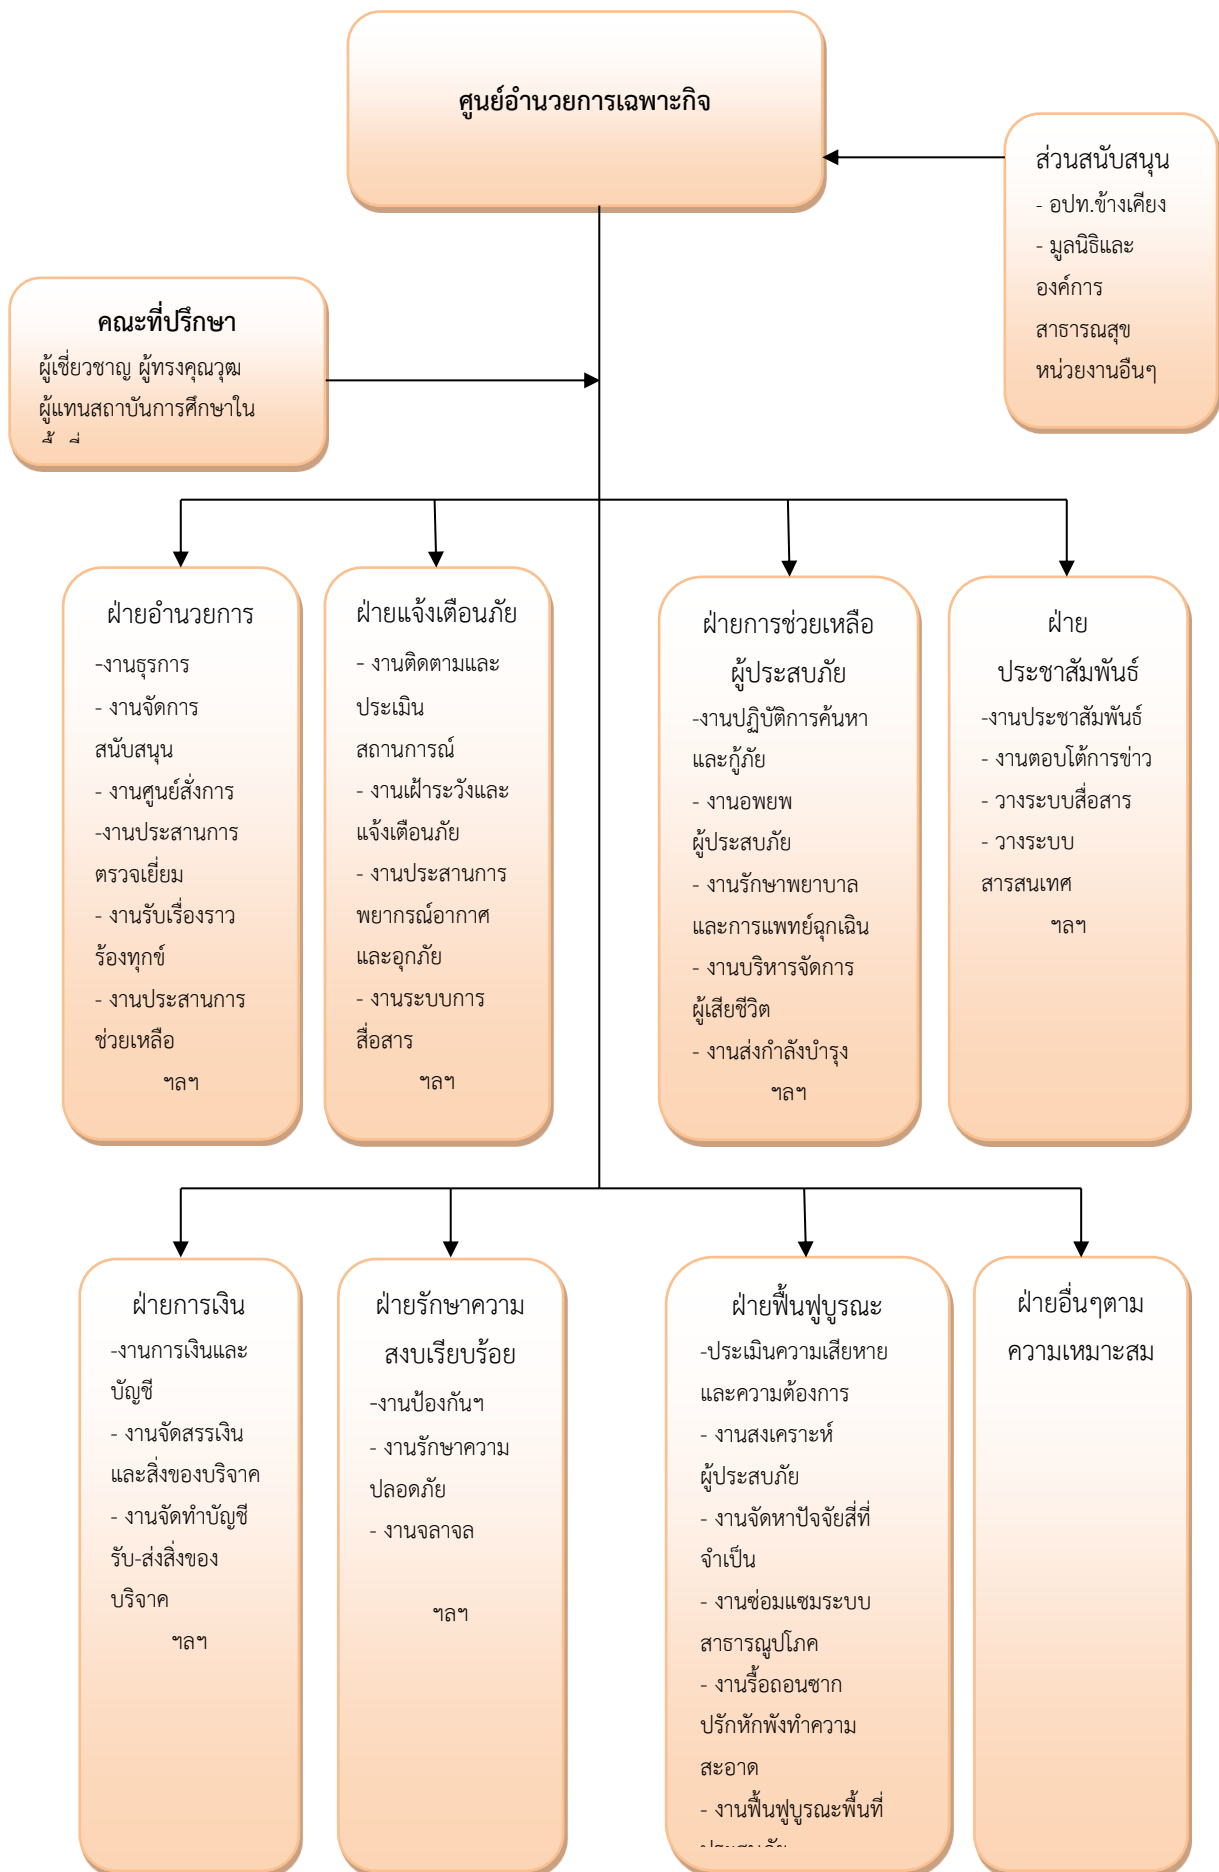 ศูนย์อำนวยการเฉพาะกิจ
ส่วนสนับสนุน
- อปท.ข้างเคียง
- มูลนิธิและ
องค์การ
สาธารณสุข
หน่วยงานอื่นๆ
คณะที่ปรึกษา
ผู้เชี่ยวชาญ ผู้ทรงคุณวุฒ
ผู้แทนสถาบันการศึกษาใน
ฝ่ายอำนวยการ
-งานธุรการ
- งานจัดการ
สนับสนุน
- งานศูนย์สั่งการ
-งานประสานการ
ตรวจเยี่ยม
- งานรับเรื่องราว
ร้องทุกข์
- งานประสานการ
ช่วยเหลือ
ฯลฯ
ฝ่ายแจ้งเตือนภัย
- งานติดตามและ
ประเมิน
สถานการณ์
- งานเฝ้าระวังและ
แจ้งเตือนภัย
- งานประสานการ
พยากรณ์อากาศ
และอุกภัย
- งานระบบการ
สื่อสาร
ฯลฯ
ฝ่ายการช่วยเหลือ
ผู้ประสบภัย
-งานปฏิบัติการค้นหา
และกู้ภัย
- งานอพยพ
ผู้ประสบภัย
- งานรักษาพยาบาล
และการแพทย์ฉุกเฉิน
- งานบริหารจัดการ
ผู้เสียชีวิต
- งานส่งกำลังบำรุง
ฯลฯ
ฝ่าย
ประชาสัมพันธ์
-งานประชาสัมพันธ์
- งานตอบโต้การข่าว
- วางระบบสื่อสาร
- วางระบบ
สารสนเทศ
ฯลฯ
ฝ่ายการเงิน
-งานการเงินและ
บัญชี
- งานจัดสรรเงิน
และสิ่งของบริจาค
- งานจัดทำบัญชี
รับ-ส่งสิ่งของ
บริจาค
ฯลฯ
ฝ่ายรักษาความ
สงบเรียบร้อย
-งานป้องกันฯ
- งานรักษาความ
ปลอดภัย
- งานจลาจล
ฯลฯ
ฝ่ายฟื้นฟูบูรณะ
-ประเมินความเสียหาย
และความต้องการ
- งานสงเคราะห์
ผู้ประสบภัย
- งานจัดหาปัจจัยสี่ที่
จำเป็น
- งานซ่อมแซมระบบ
สาธารณูปโภค
- งานรื้อถอนซาก
ปรักหักพังทำความ
สะอาด
- งานฟื้นฟูบูรณะพื้นที่
ฝ่ายอื่นๆตาม
ความเหมาะสม